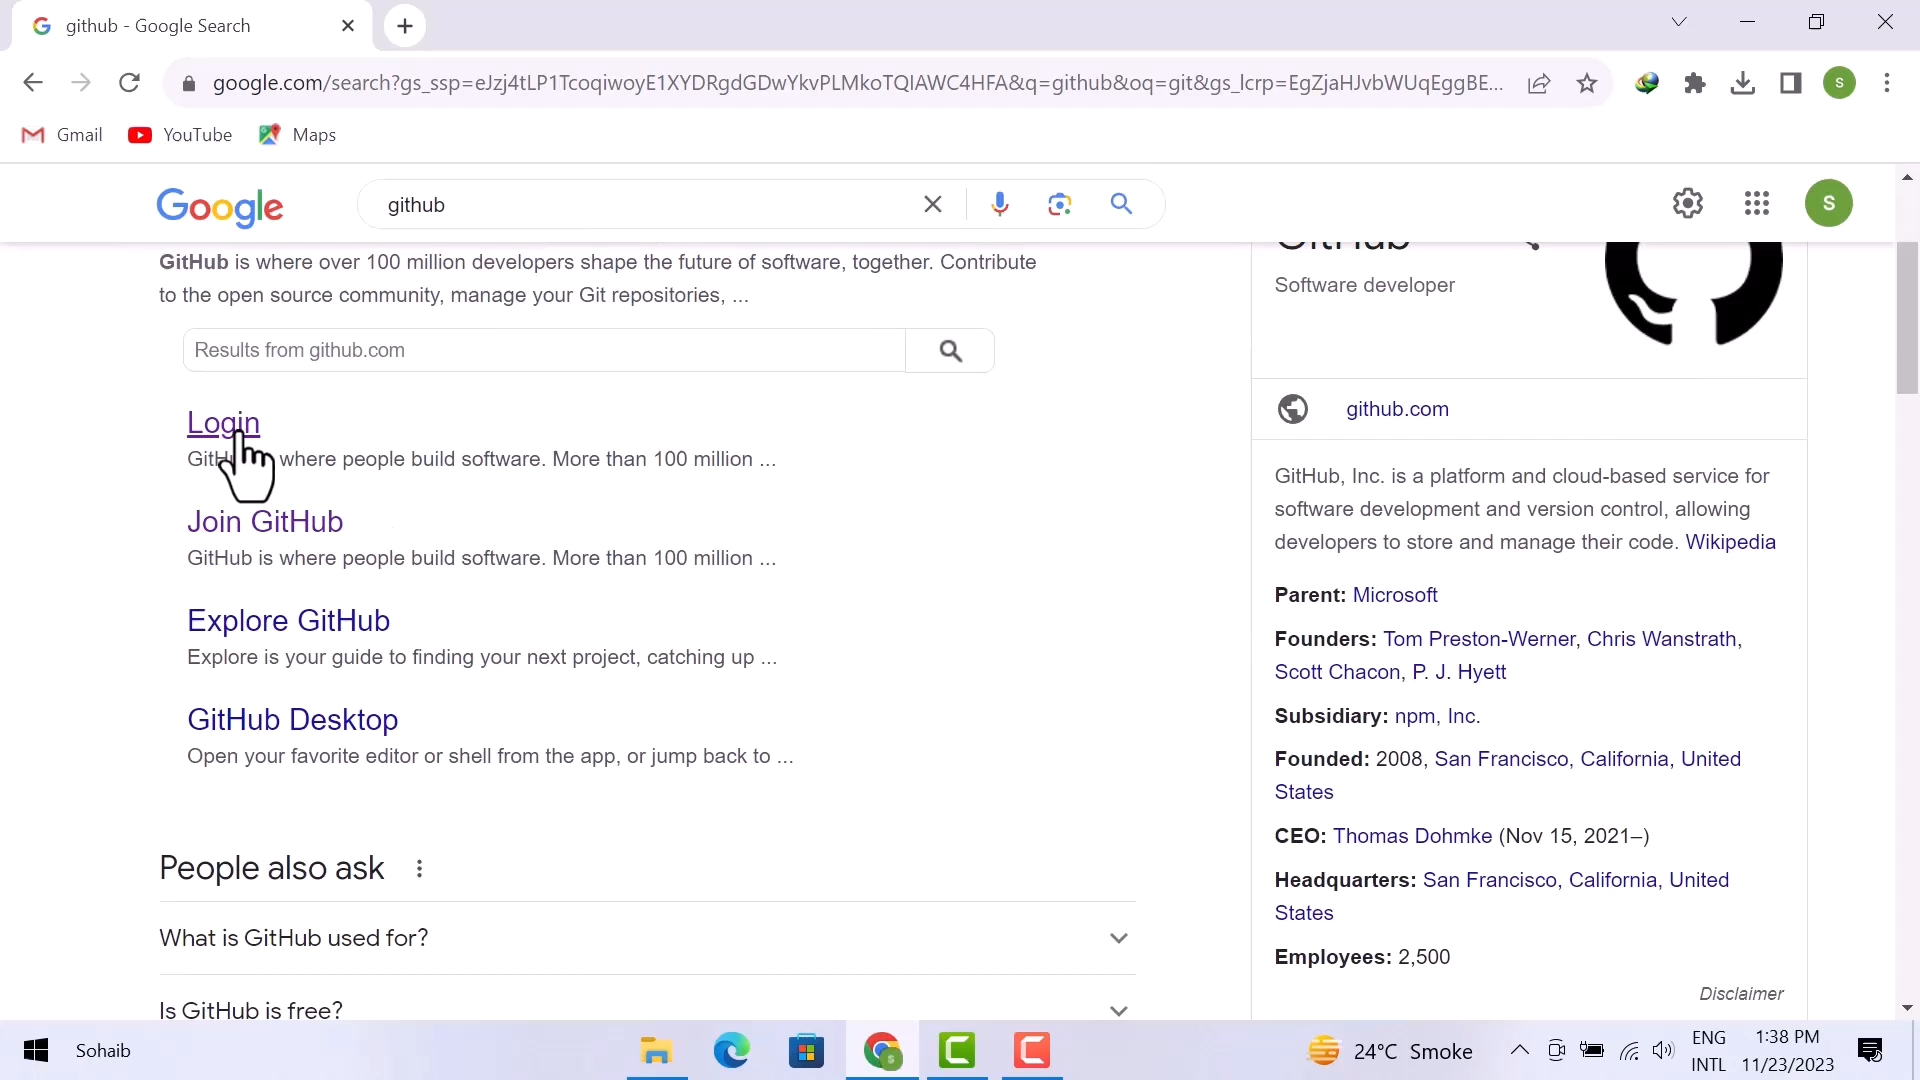 github - Google Search
google.com/search?gs_ssp=eJzj4tLP1TcoqiwoyE1XYDRgdGDwYkvPLMkoTQIAWC4HFA&q=github&oq=git&gs_lcrp=EgZjaHJvbWUqEggBE...
S
Gmail
YouTube
Maps
Google
github
S
GitHub is where over 100 million developers shape the future of software, together. Contribute
to the open source community, manage your Git repositories, ...
Results from github.com
Login
where people build software. More than 100 million ...
Join GitHub
GitHub is where people build software. More than 100 million ...
Explore GitHub
Explore is your guide to finding your next project, catching up ...
GitHub Desktop
Open your favorite editor or shell from the app, or jump back to ...
People also ask
What is GitHub used for?
Is GitHub is free?
GitHub
Software developer
github.com
GitHub, Inc. is a platform and cloud-based service for
software development and version control, allowing
developers to store and manage their code. Wikipedia
Parent: Microsoft
Founders: Tom Preston-Werner, Chris Wanstrath,
Scott Chacon, P. J. Hyett
Subsidiary: npm, Inc.
Founded: 2008, San Francisco, California, United
States
CEO: Thomas Dohmke (Nov 15, 2021–)
Headquarters: San Francisco, California, United
States
Employees: 2,500
Disclaimer
Sohaib
24°C Smoke
ENG
INTL
1:38 PM
11/23/2023